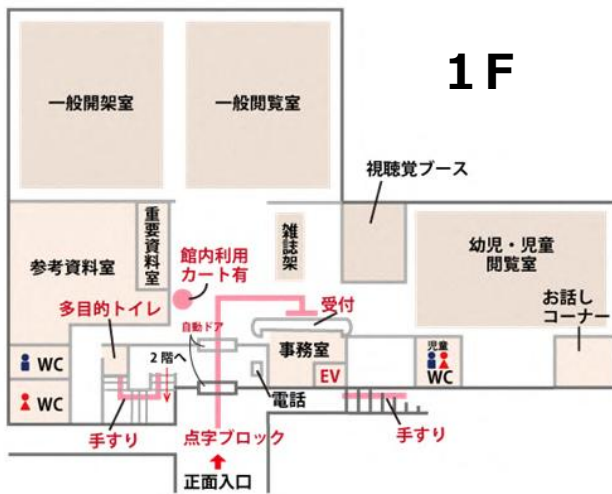 1F
一般開架室
一般閲覧室
視聴覚ブース
重要資料室
雑誌架
参考資料室
館内利用
カート有
幼児・児童
閲覧室
お話し
コーナー
多目的トイレ
受付
自動ドア
2階へ
事務室
児童
WC
WC
EV
WC
電話
手すり
点字ブロック
手すり
正面入口